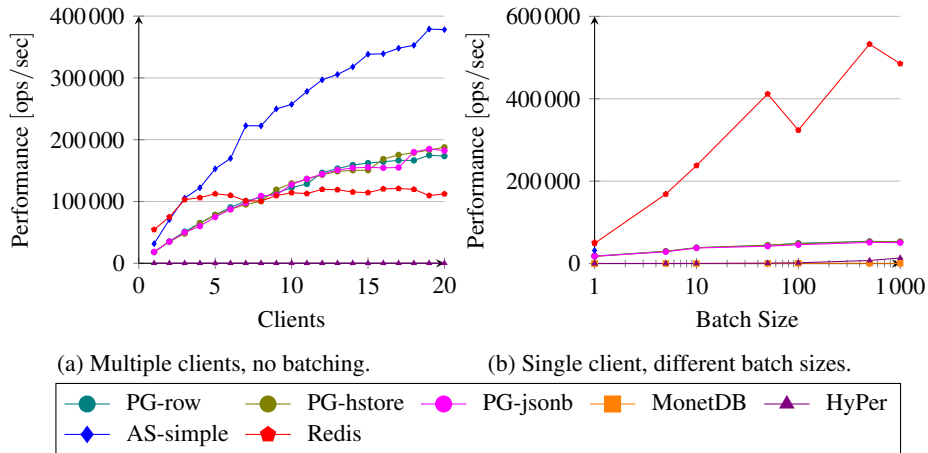 400 000
300 000
200 000
100 000
0
Performance [ops/sec]
0 5 10 15 20
Clients
600 000
400 000
200 000
0
Performance [ops/sec]
1 10 100 1 000
Batch Size
(a) Multiple clients, no batching.
(b) Single client, different batch sizes.
PG-row PG-hstore PG-jsonb MonetDB HyPer
AS-simple Redis